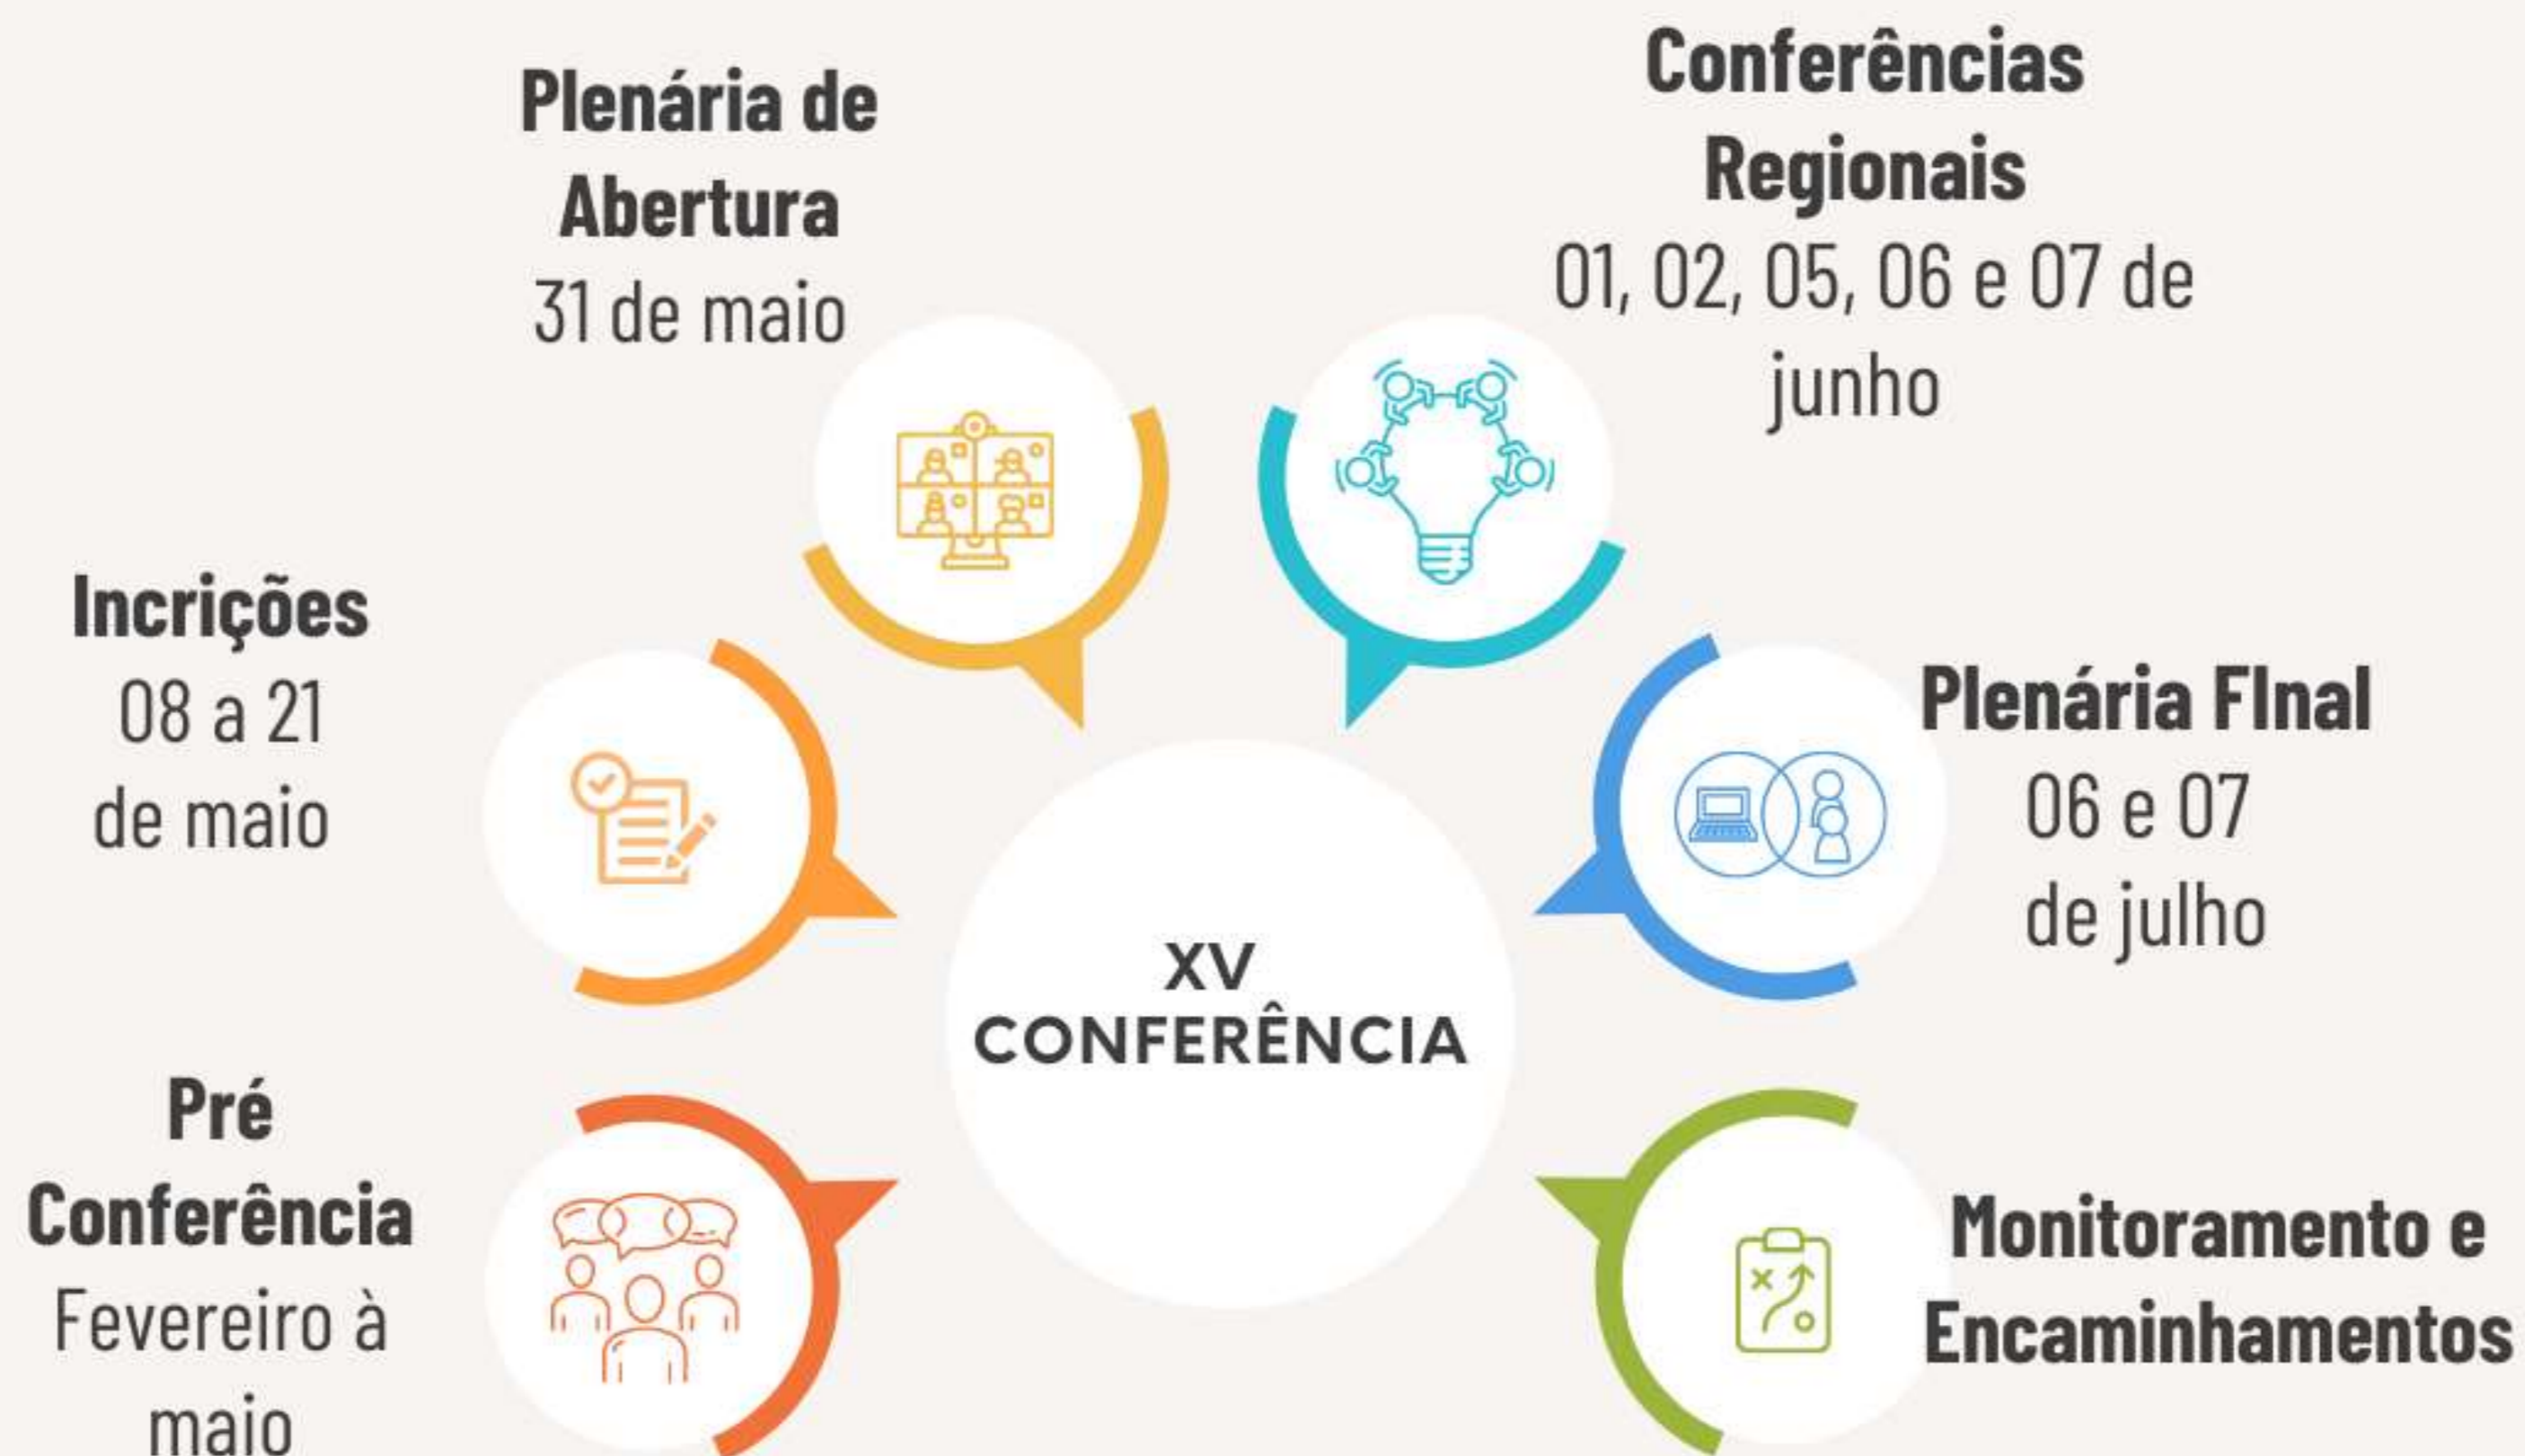 Plenária de
Abertura
31 de maio
Conferências
Regionais
01, 02, 05, 06 e 07 de
junho
Incrições
08 a 21
de maio
Plenária FInal
06 e 07
de julho
XV
CONFERÊNCIA
Pré
Conferência
Fevereiro à
maio
Monitoramento e
Encaminhamentos